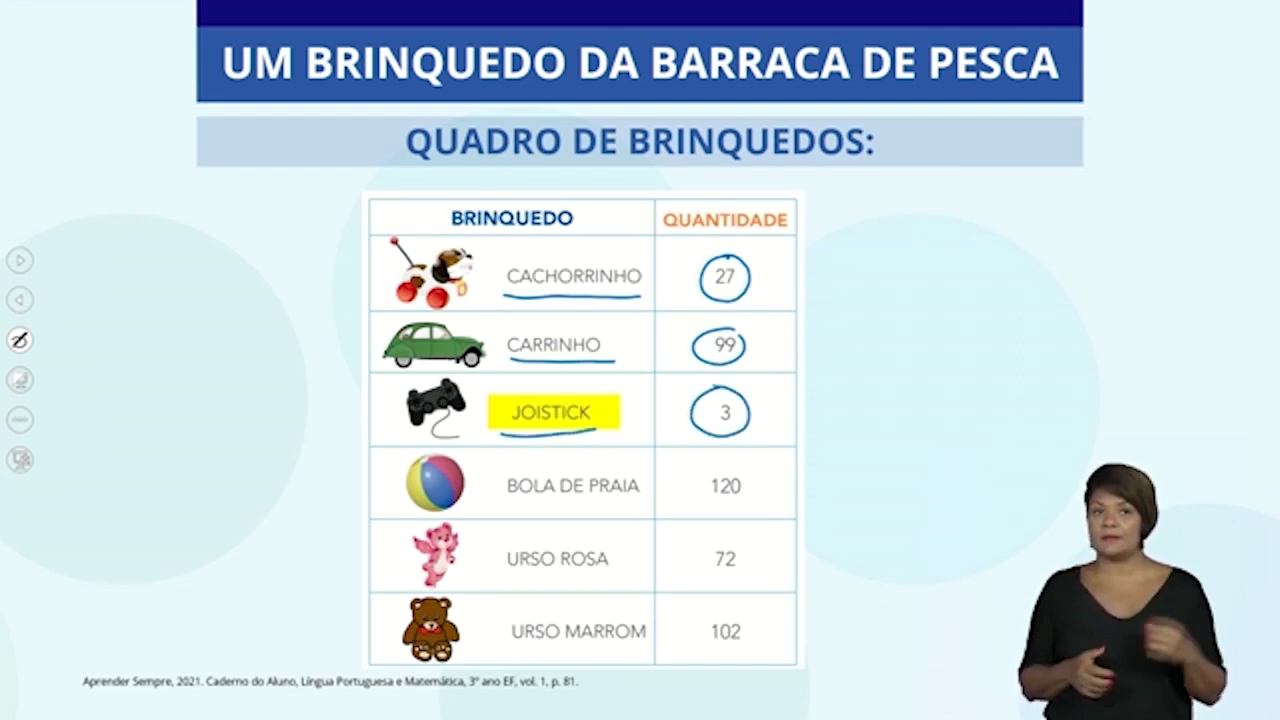 UM BRINQUEDO DA BARRACA DE PESCA
QUADRO DE BRINQUEDOS:
BRINQUEDO QUANTIDADE
CACHORRINHO 27
CARRINHO 99
JOISTICK 3
BOLA DE PRAIA 120
URSO ROSA 72
URSO MARROM 102
Aprender Sempre, 2021. Caderno do Aluno, Língua Portuguesa e Matemática, 3º ano EF, vol. 1, p. 81.